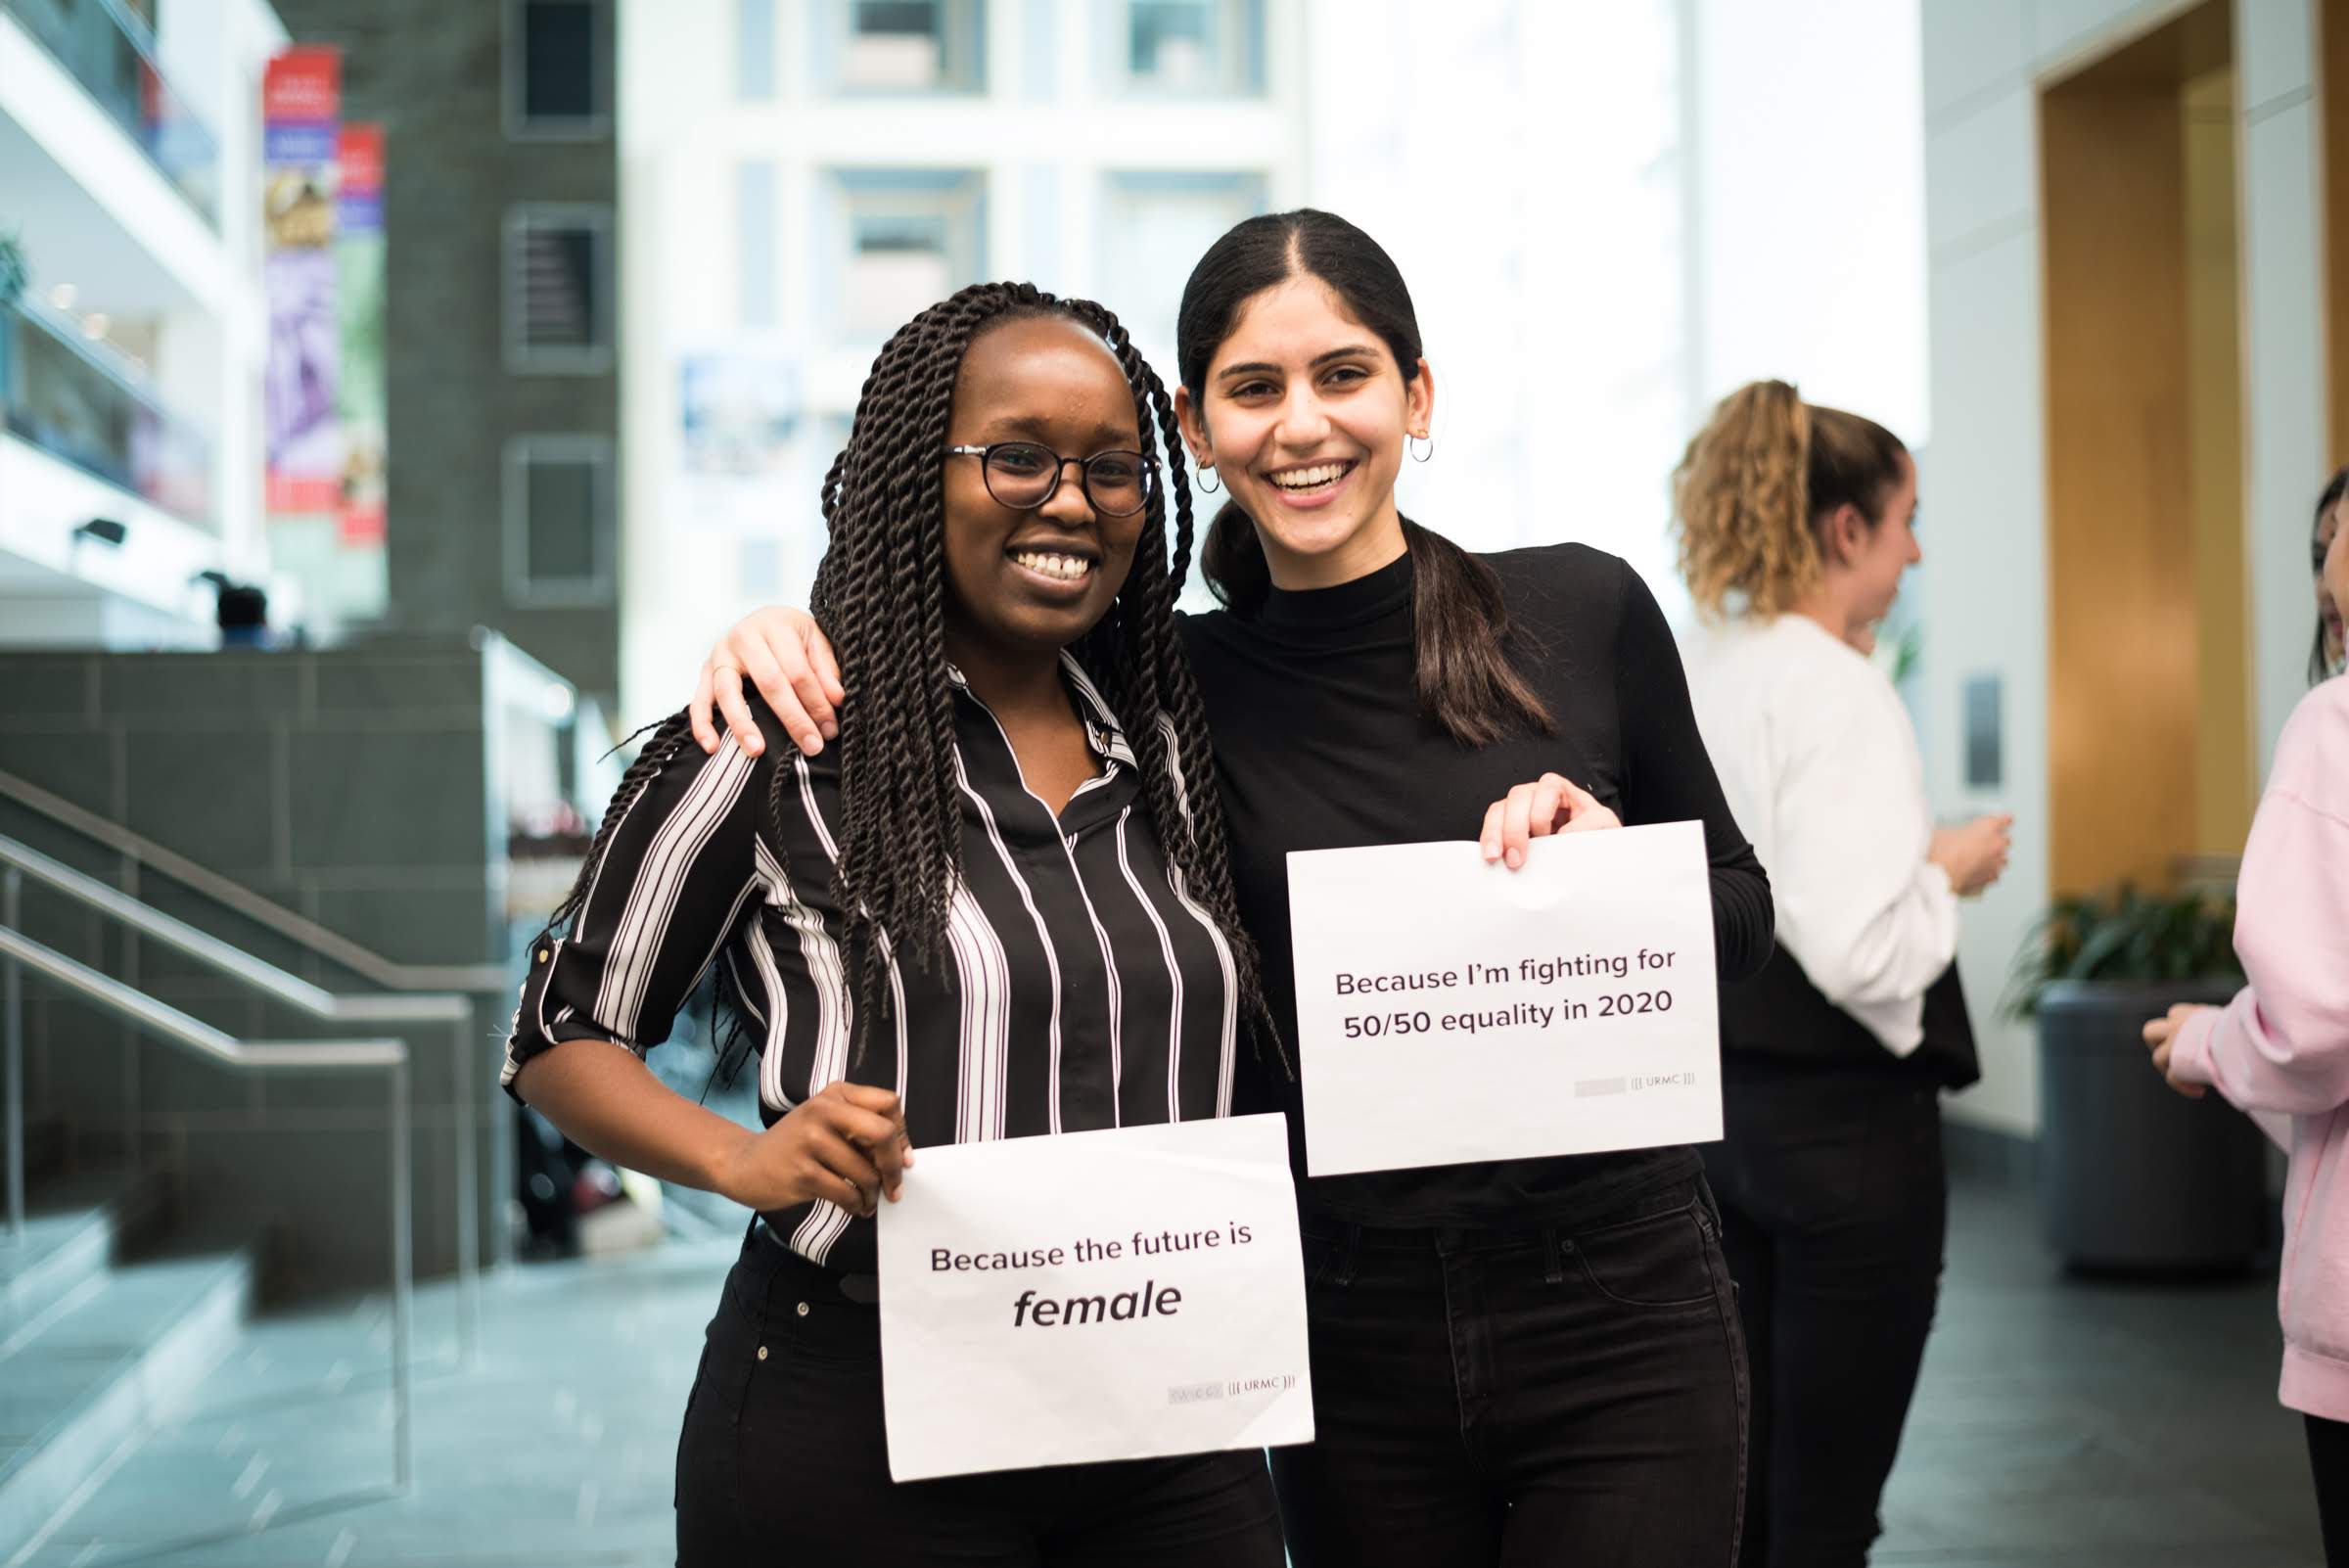 Because I'm fighting for
50/50 equality in 2020
((( URMC )))
Because the future is
female
((( URMC )))